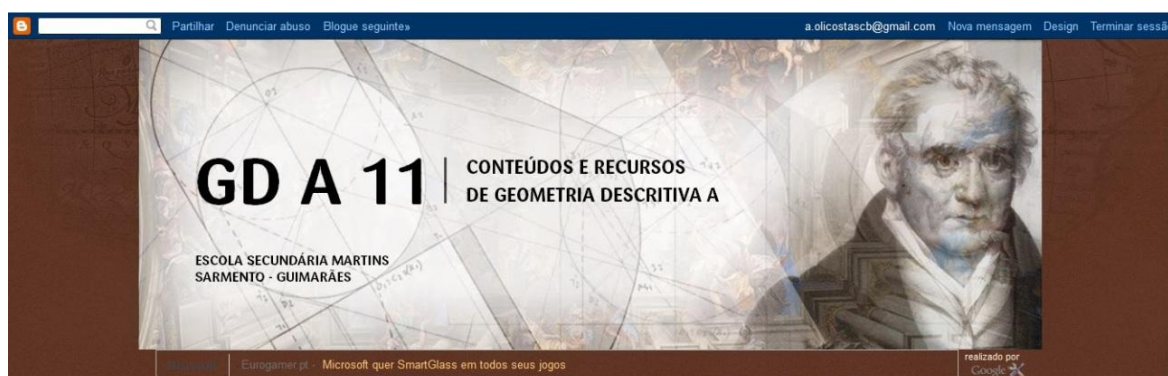 Partilhar Denunciar abuso Blogue seguinte» a.olicostascb@gmail.com Nova mensagem Design Terminar sessã
GD A 11
CONTEÚDOS E RECURSOS
DE GEOMETRIA DESCRITIVA A
ESCOLA SECUNDÁRIA MARTINS
SARMENTO - GUIMARÃES
Eurogamer.pt - Microsoft quer SmartGlass em todos seus jogos
realizado por
Google